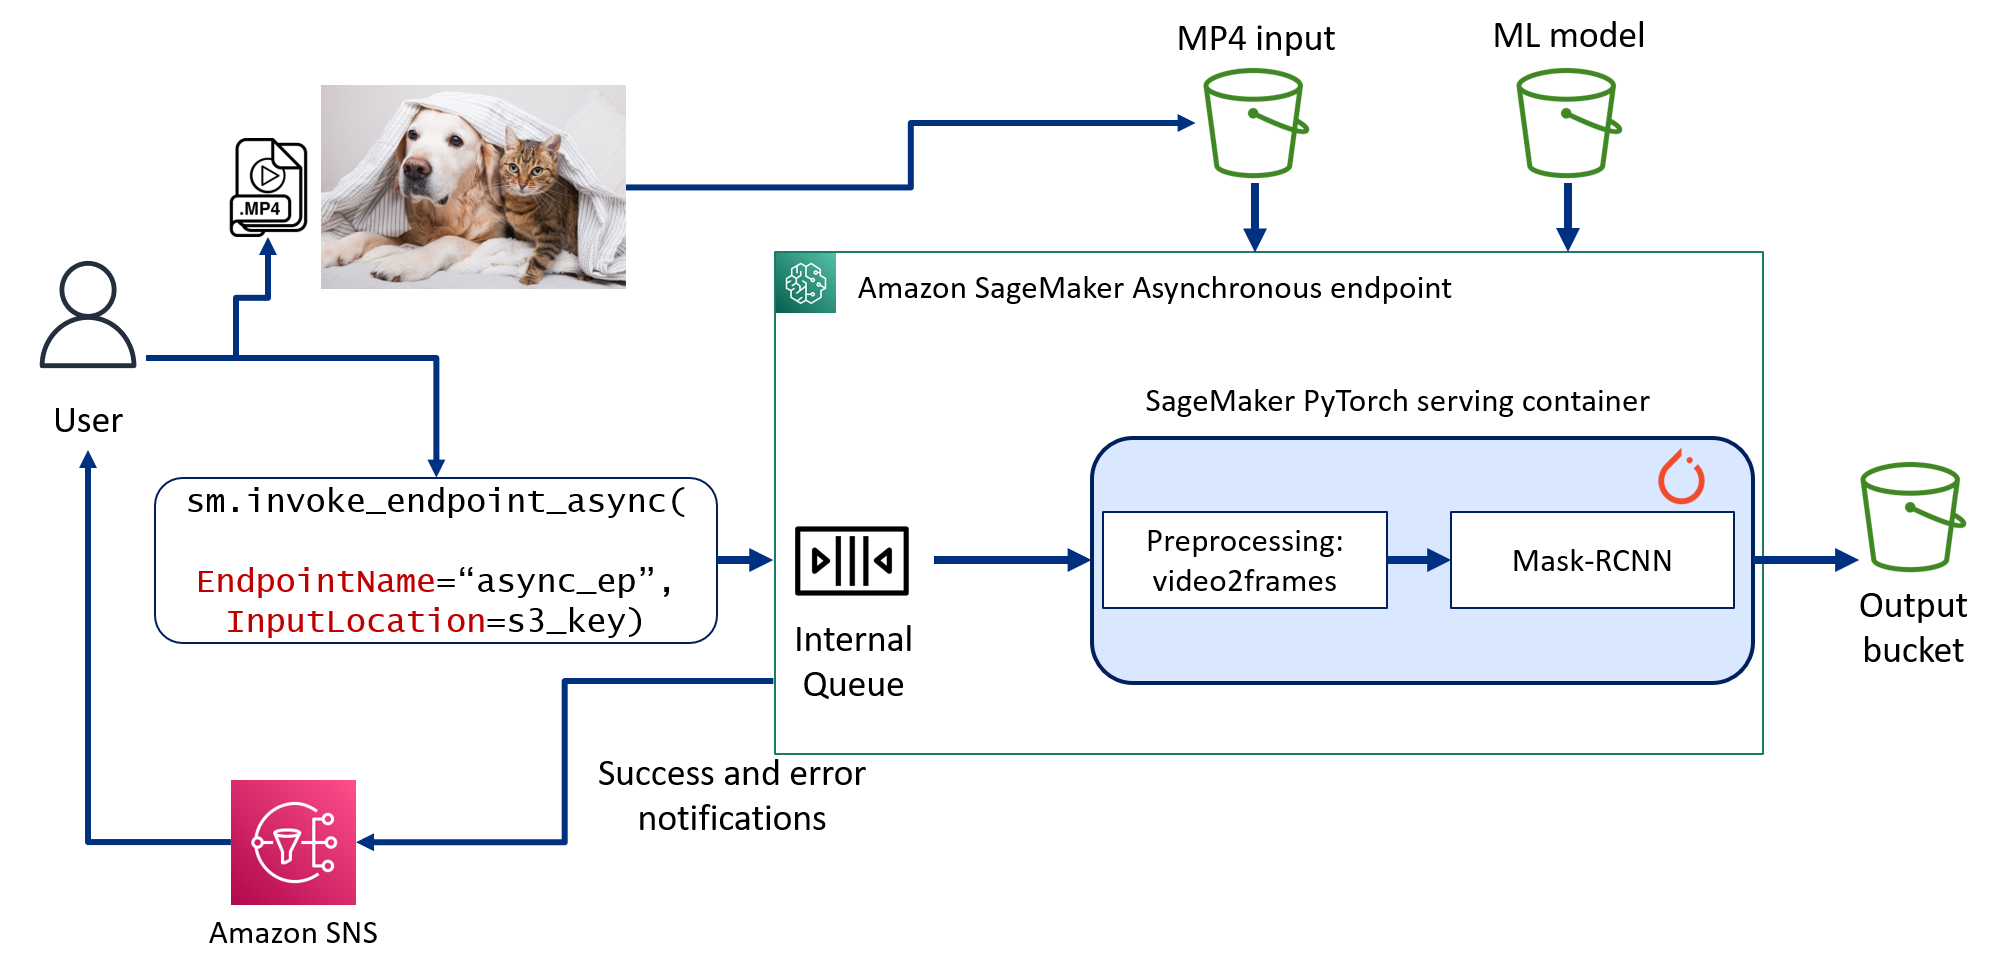 MP4 input
ML model
.MP4
Amazon SageMaker Asynchronous endpoint
User
SageMaker PyTorch serving container
sm.invoke_endpoint_async(
EndpointName=“async_ep”,
InputLocation=s3_key)
Internal
Queue
Preprocessing:
video2frames
Mask-RCNN
Output
bucket
Success and error
notifications
Amazon SNS